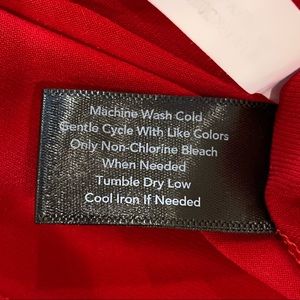 Machine Wash Cold
Gentle Cycle With Like Colors
Only Non-Chlorine Bleach
When Needed
Tumble Dry Low
Cool Iron If Needed